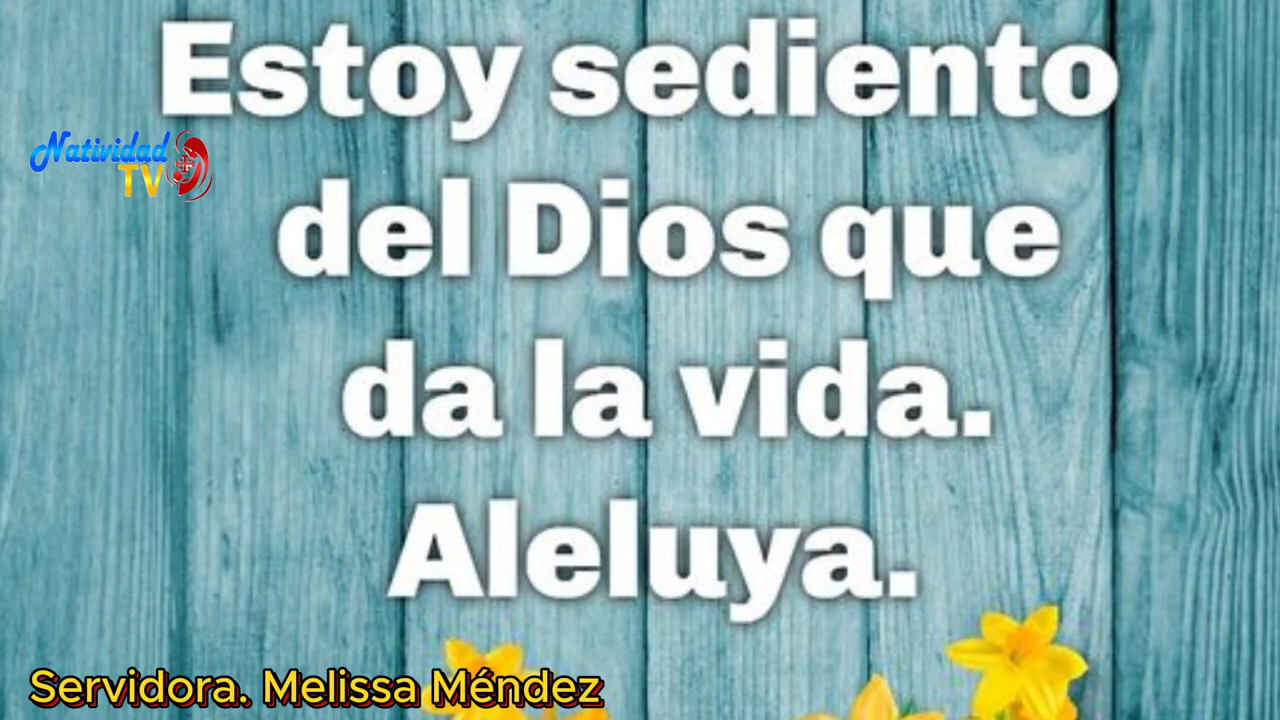 Estoy sediento
Natividad
TV
del Dios que
da la vida.
Aleluya.
Servidora. Melissa Méndez